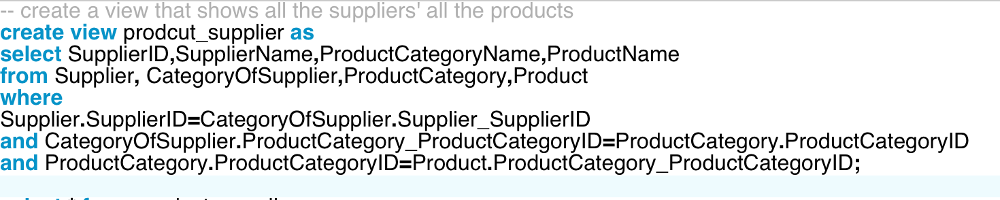 -- create a view that shows all the suppliers' all the products
create view prodcut_supplier as
select SupplierID,SupplierName,ProductCategoryName,ProductName
from Supplier, CategoryOfSupplier,ProductCategory,Product
where
Supplier.SupplierID=CategoryOfSupplier.Supplier_SupplierID
and CategoryOfSupplier.ProductCategory_ProductCategoryID=ProductCategory.ProductCategoryID
and ProductCategory.ProductCategoryID=Product.ProductCategory_ProductCategoryID;